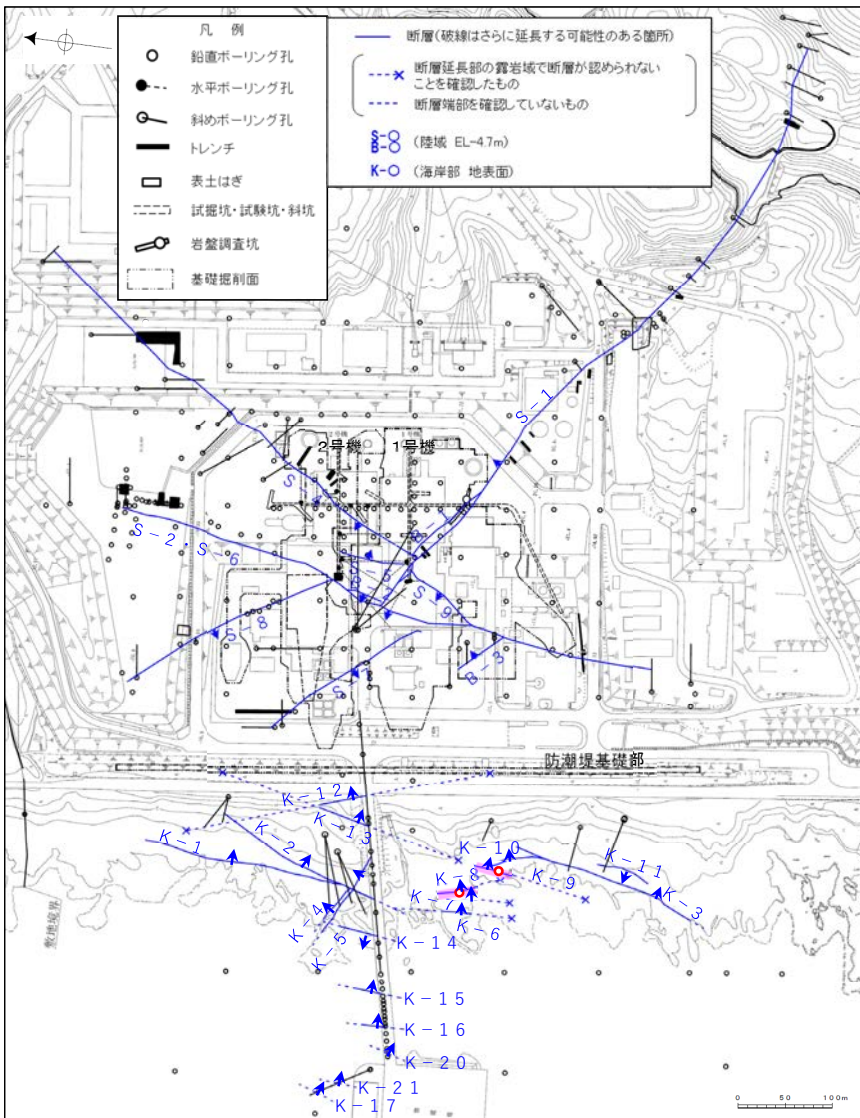 凡 例
鉛直ボーリング孔
水平ボーリング孔
斜めボーリング孔
トレンチ
表土はぎ
試掘坑・試験坑・斜坑
岩盤調査坑
基礎掘削面
断層(破線はさらに延長する可能性のある箇所)
断層延長部の露岩域で断層が認められない
ことを確認したもの
断層端部を確認していないもの
S-○
B-○
(陸域 EL-4.7m)
K-○
(海岸部 地表面)
S-1
2号機
1号機
S-4
S-2・S-6
S-5
S-9
S-8
S-7
B-3
防潮堤基礎部
K-12
K-13
K-1
K-2
K-10
K-11
K-8
K-9
K-3
K-7
K-6
K-4
K-5
K-14
敷地境界
K-15
K-16
K-20
K-21
K-17
0 50 100m